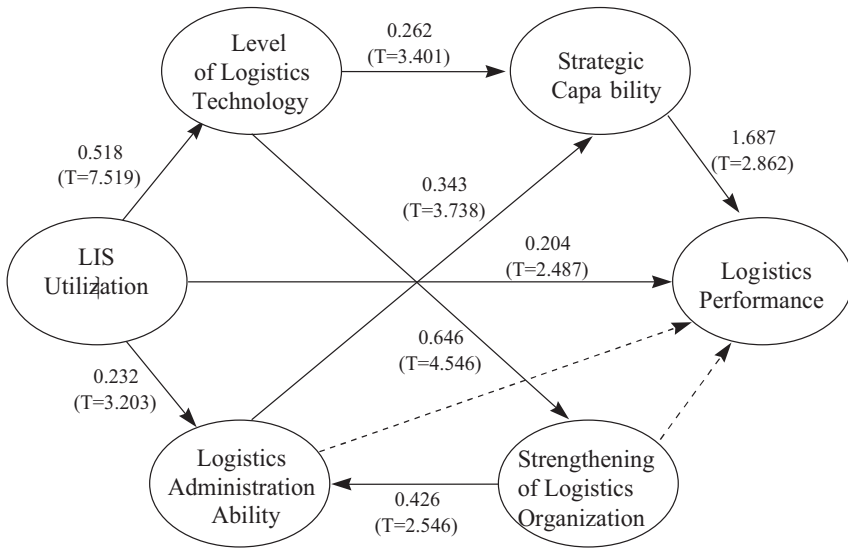 Level
of Logistics
Technology
0.262
(T=3.401)
Strategic
Capa bility
0.518
(T=7.519)
0.343
(T=3.738)
1.687
(T=2.862)
LIS
Utilization
0.204
(T=2.487)
Logistics
Performance
0.232
(T=3.203)
0.646
(T=4.546)
Logistics
Administration
Ability
0.426
(T=2.546)
Strengthening
of Logistics
Organization